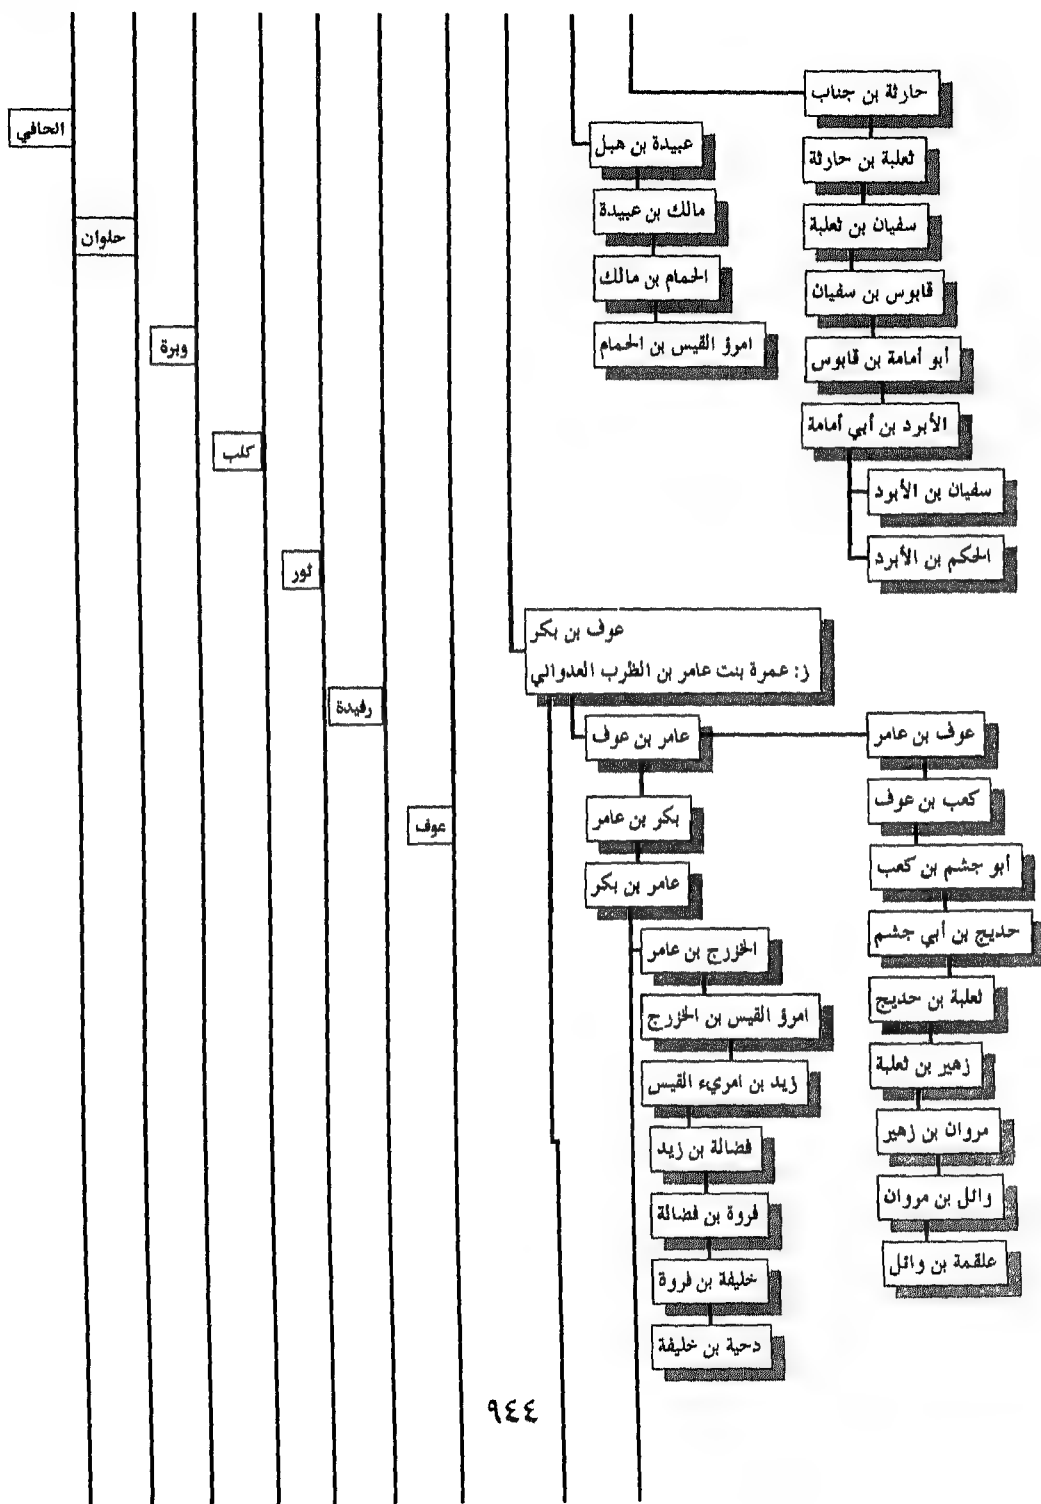 حارثة بن جناب
ثعلبة بن حارثة
سفيان بن ثعلبة
قابوس بن سفيان
أبو أمامة بن قابوس
الأبرد بن أبي أمامة
سفيان بن الأبرد
الحكم بن الأبرد
عبيدة بن هبل
مالك بن عبيدة
الحمام بن مالك
امرؤ القيس بن الحمام
عوف بن بكر
ز: عمرة بنت عامر بن الظرب العدوالي
عوف بن عامر
كعب بن عوف
أبو جشم بن كعب
حديج بن أبي جشم
ثعلبة بن حديج
زهير بن ثعلبة
مروان بن زهير
وائل بن مروان
علقمة بن وائل
عامر بن عوف
بكر بن عامر
عامر بن بكر
الخزرج بن عامر
امرؤ القيس بن الخزرج
زيد بن امريء القيس
فضالة بن زيد
فروة بن فضالة
خليفة بن فروة
دحية بن خليفة
عوف
رفيدة
ثور
كلب
وبرة
حلوان
الحافي
٩٤٤